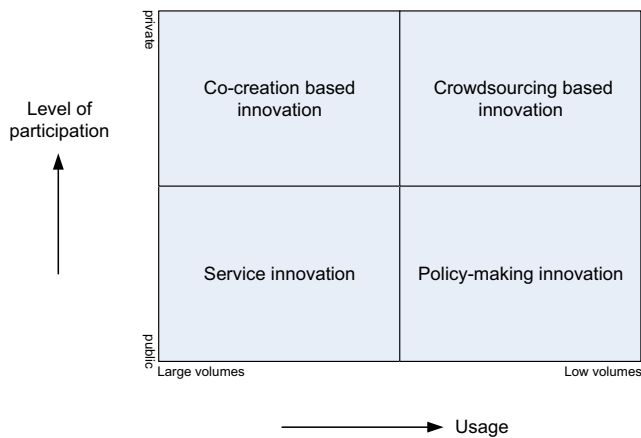 private
Level of
participation
Co-creation based
innovation
Crowdsourcing based
innovation
Service innovation
Policy-making innovation
public
Large volumes
Low volumes
Usage